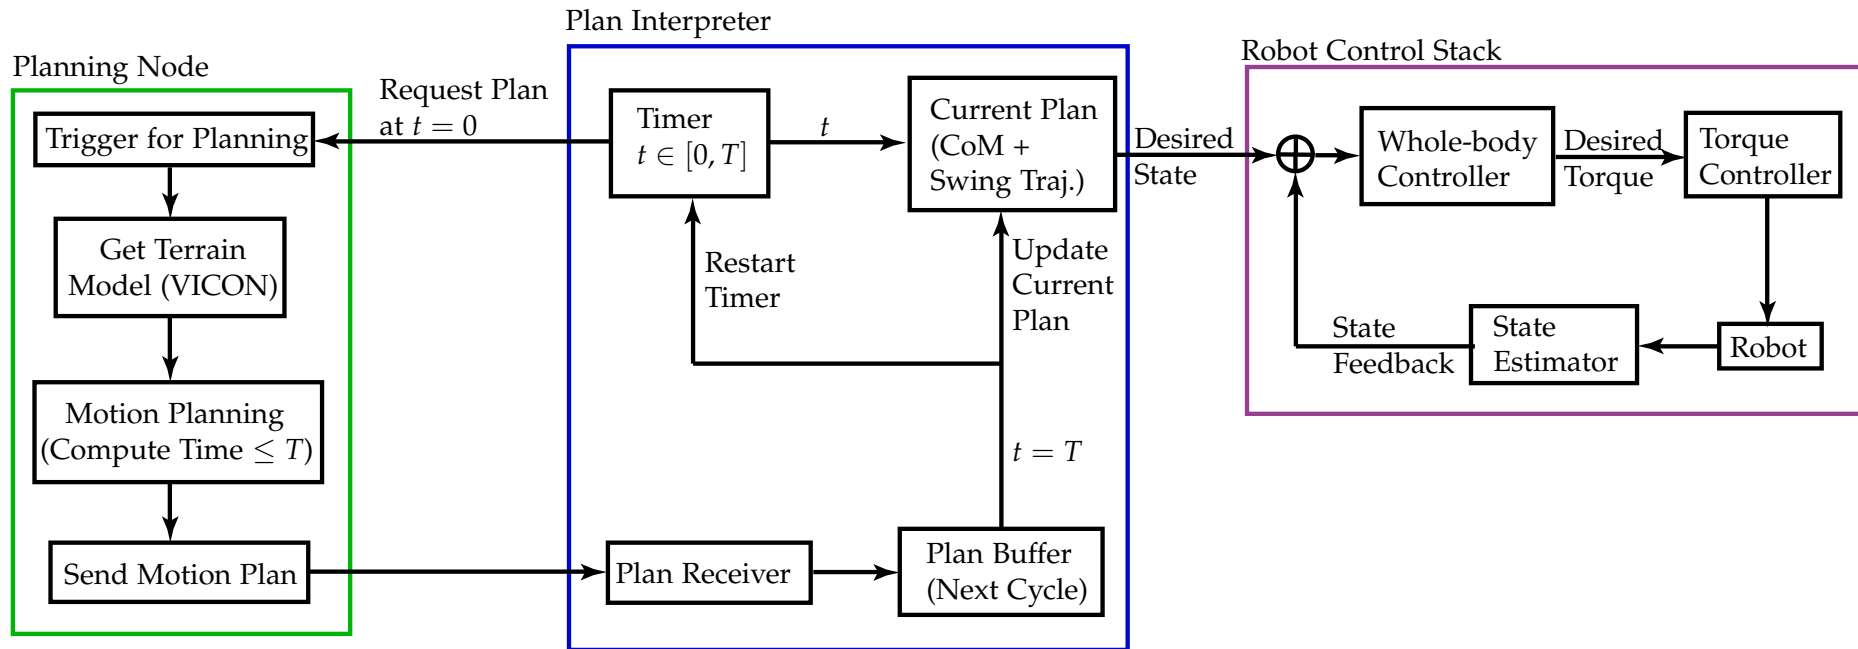 Planning Node
Trigger for Planning
Get Terrain
Model (VICON)
Motion Planning
(Compute Time ≤ T)
Send Motion Plan
Request Plan
at t = 0
Plan Interpreter
Timer
t ∈ [0, T]
t
Current Plan
(CoM +
Swing Traj.)
Restart
Timer
Update
Current
Plan
t = T
Plan Receiver
Plan Buffer
(Next Cycle)
Desired
State
Robot Control Stack
Whole-body
Controller
Desired
Torque
Torque
Controller
State
Feedback
State
Estimator
Robot